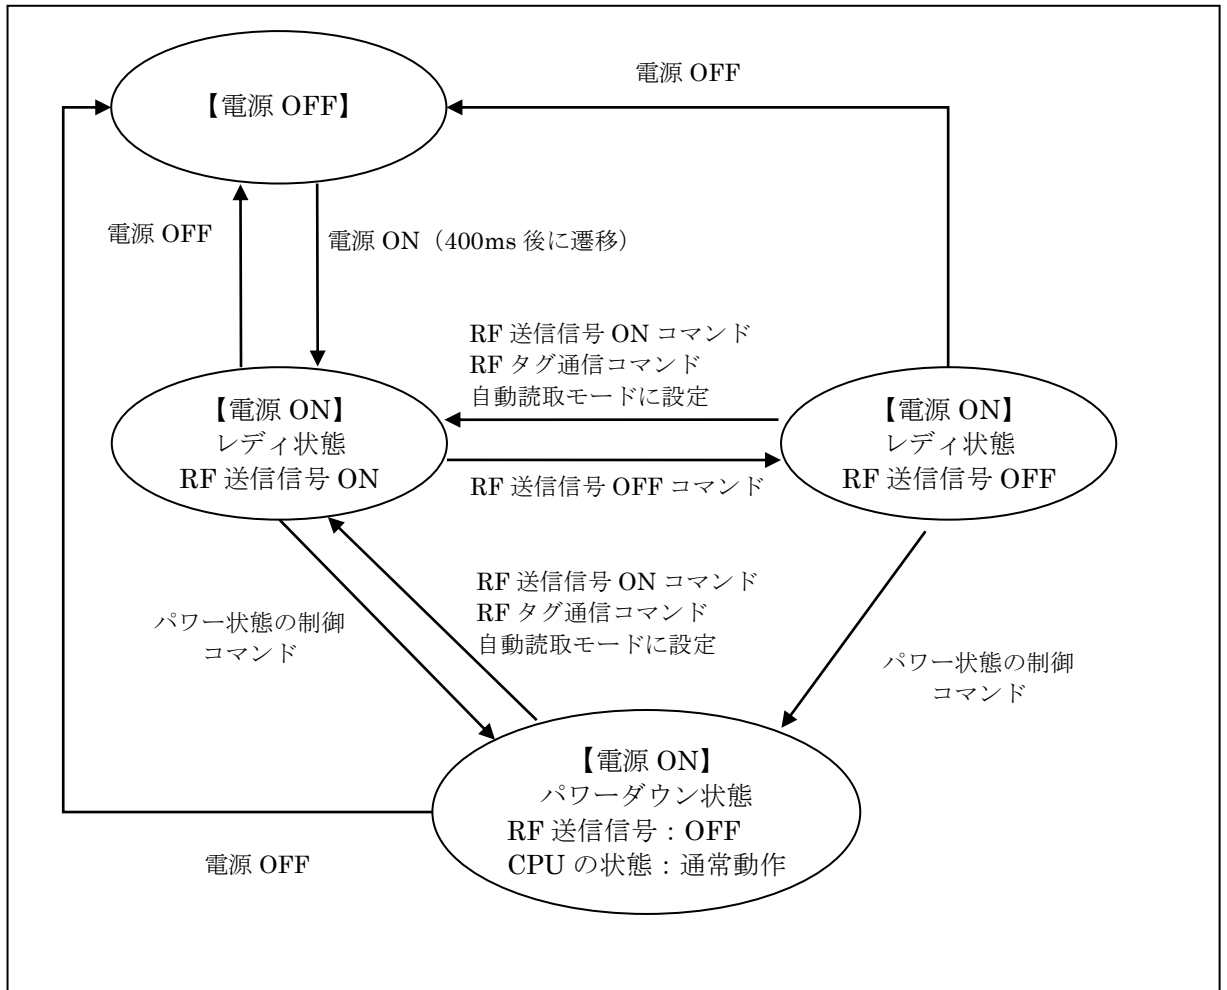 電源 OFF
【電源 OFF】
電源 OFF
電源 ON（400ms 後に遷移）
RF 送信信号 ON コマンド
RF タグ通信コマンド
自動読取モードに設定
【電源 ON】
レディ状態
RF 送信信号 ON
【電源 ON】
レディ状態
RF 送信信号 OFF
RF 送信信号 OFF コマンド
RF 送信信号 ON コマンド
RF タグ通信コマンド
自動読取モードに設定
パワー状態の制御
コマンド
パワー状態の制御
コマンド
【電源 ON】
パワーダウン状態
RF 送信信号：OFF
CPU の状態：通常動作
電源 OFF